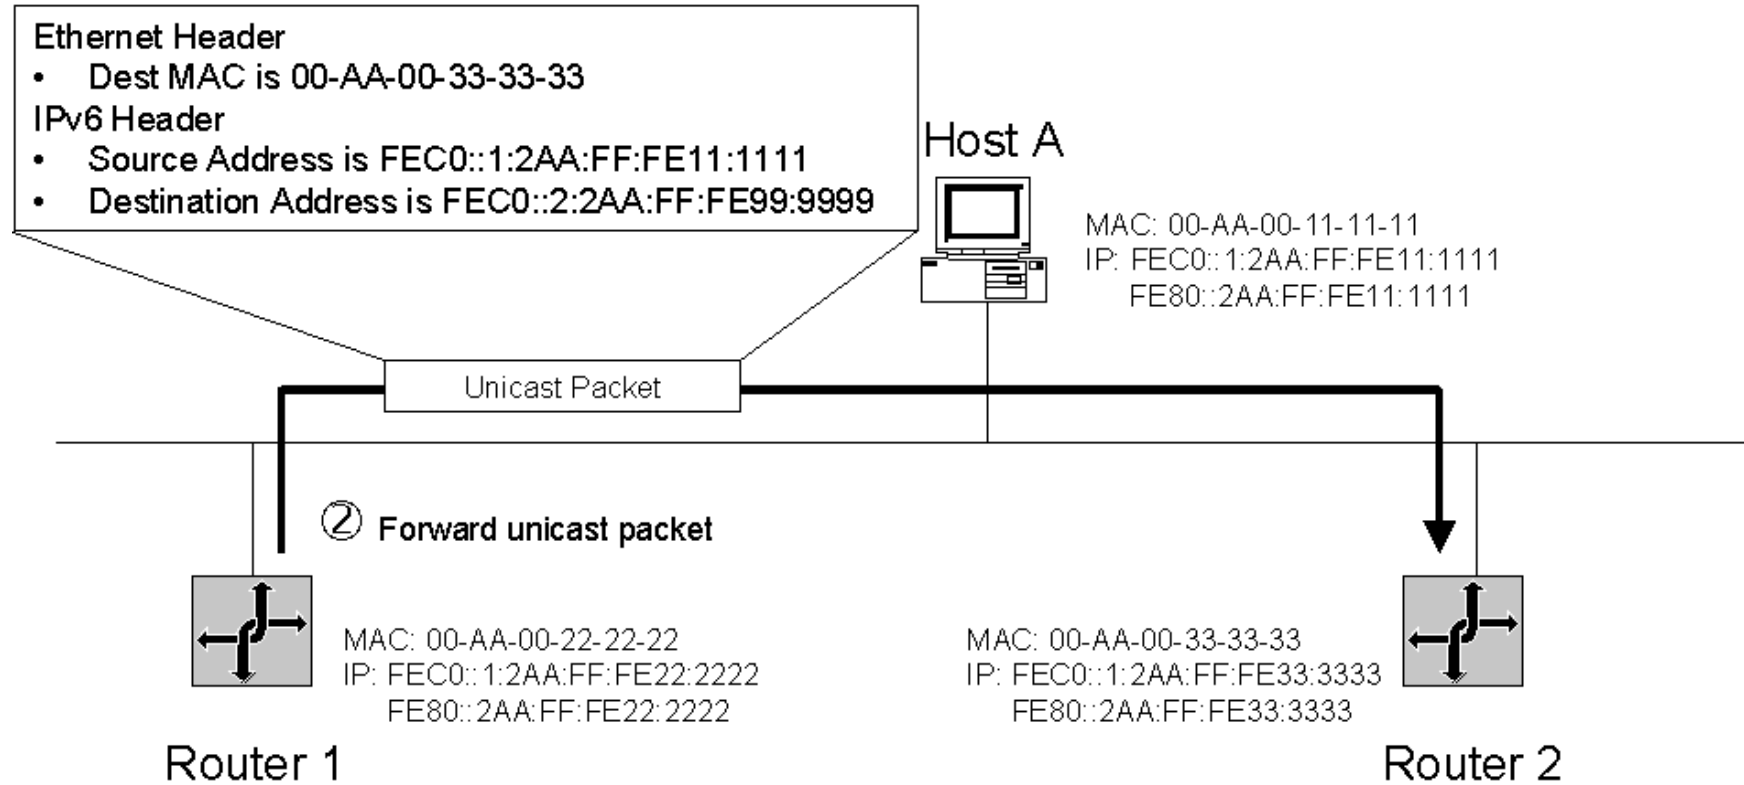 Ethernet Header
• Dest MAC is 00-AA-00-33-33-33
IPv6 Header
• Source Address is FEC0::1:2AA:FF:FE11:1111
• Destination Address is FEC0::2:2AA:FF:FE99:9999
Host A
MAC: 00-AA-00-11-11-11
IP: FEC0::1:2AA:FF:FE11:1111
FE80::2AA:FF:FE11:1111
Unicast Packet
② Forward unicast packet
MAC: 00-AA-00-22-22-22
IP: FEC0::1:2AA:FF:FE22:2222
FE80::2AA:FF:FE22:2222
Router 1
MAC: 00-AA-00-33-33-33
IP: FEC0::1:2AA:FF:FE33:3333
FE80::2AA:FF:FE33:3333
Router 2